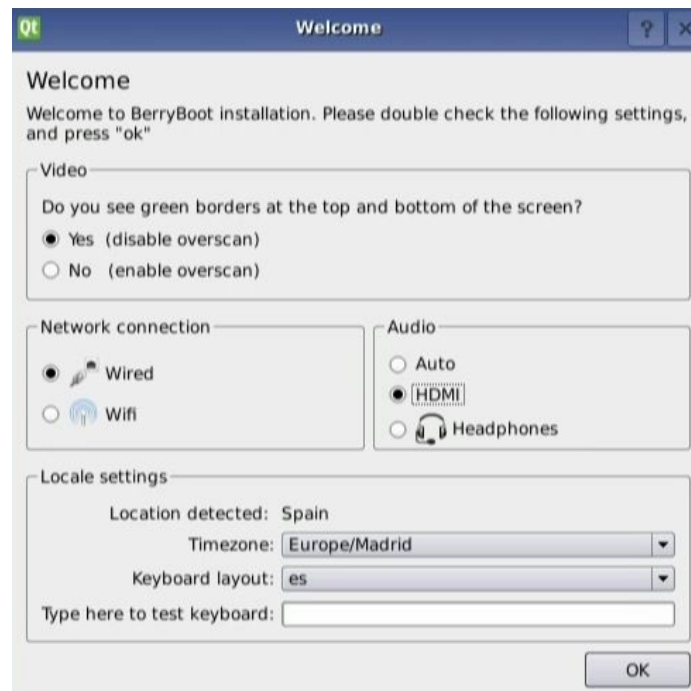 Qt Welcome ? ×
Welcome
Welcome to BerryBoot installation. Please double check the following settings,
and press "ok"
Video
Do you see green borders at the top and bottom of the screen?
Yes (disable overscan)
No (enable overscan)
Network connection
Wired
Wifi
Audio
Auto
HDMI
Headphones
Locale settings
Location detected: Spain
Timezone: Europe/Madrid
Keyboard layout: es
Type here to test keyboard:
OK